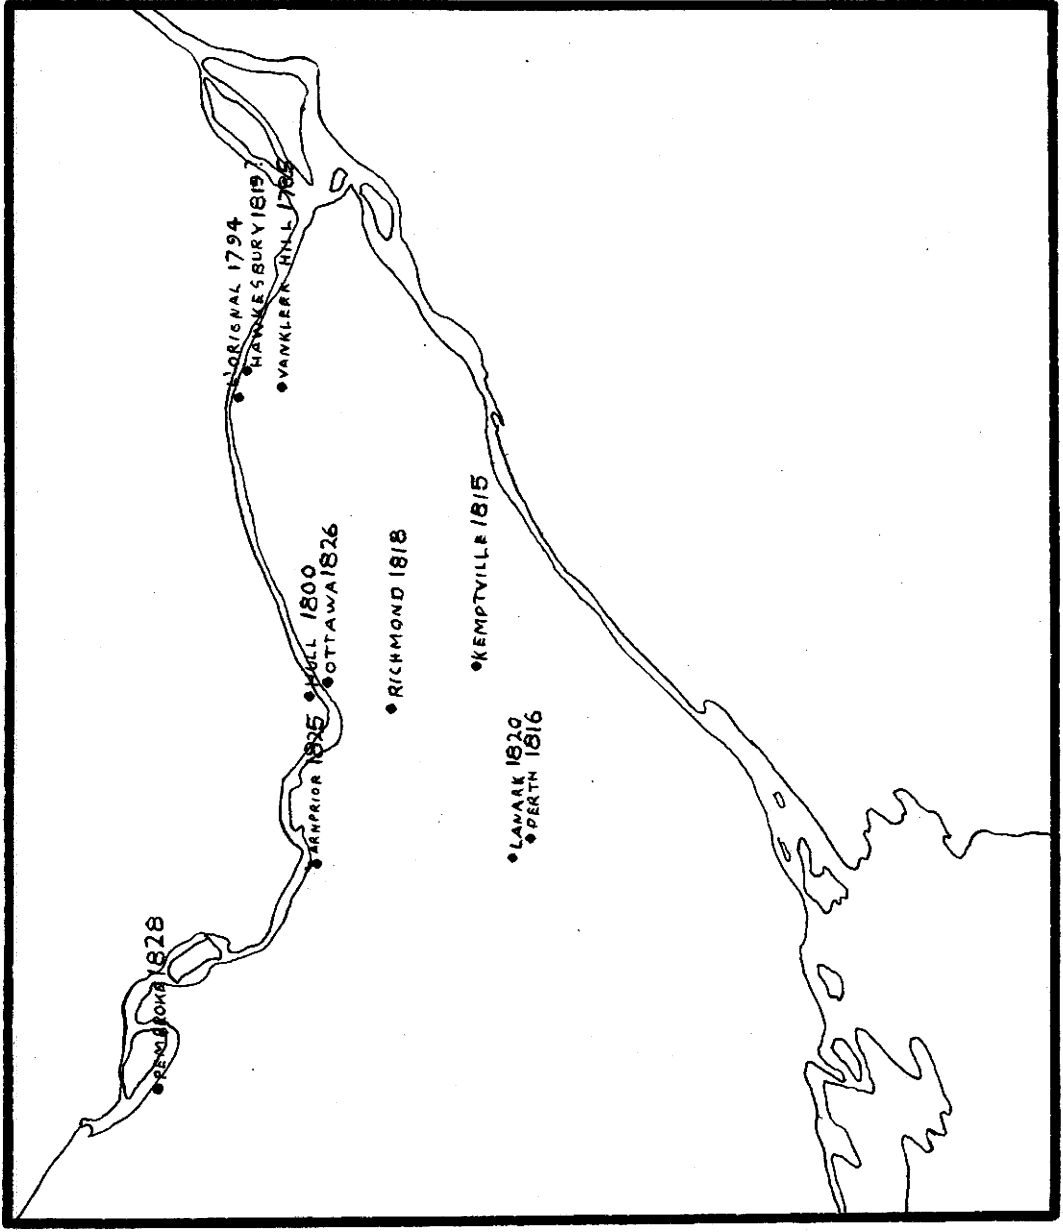 PEMBROKE 1828
L'ORIGNAL 1794
HAWKESBURY 1819?
VANKLEEK HILL 1785
ARNPRIOR 1825
HULL 1800
OTTAWA 1826
RICHMOND 1818
KEMPTVILLE 1815
LANARK 1820
PERTH 1816